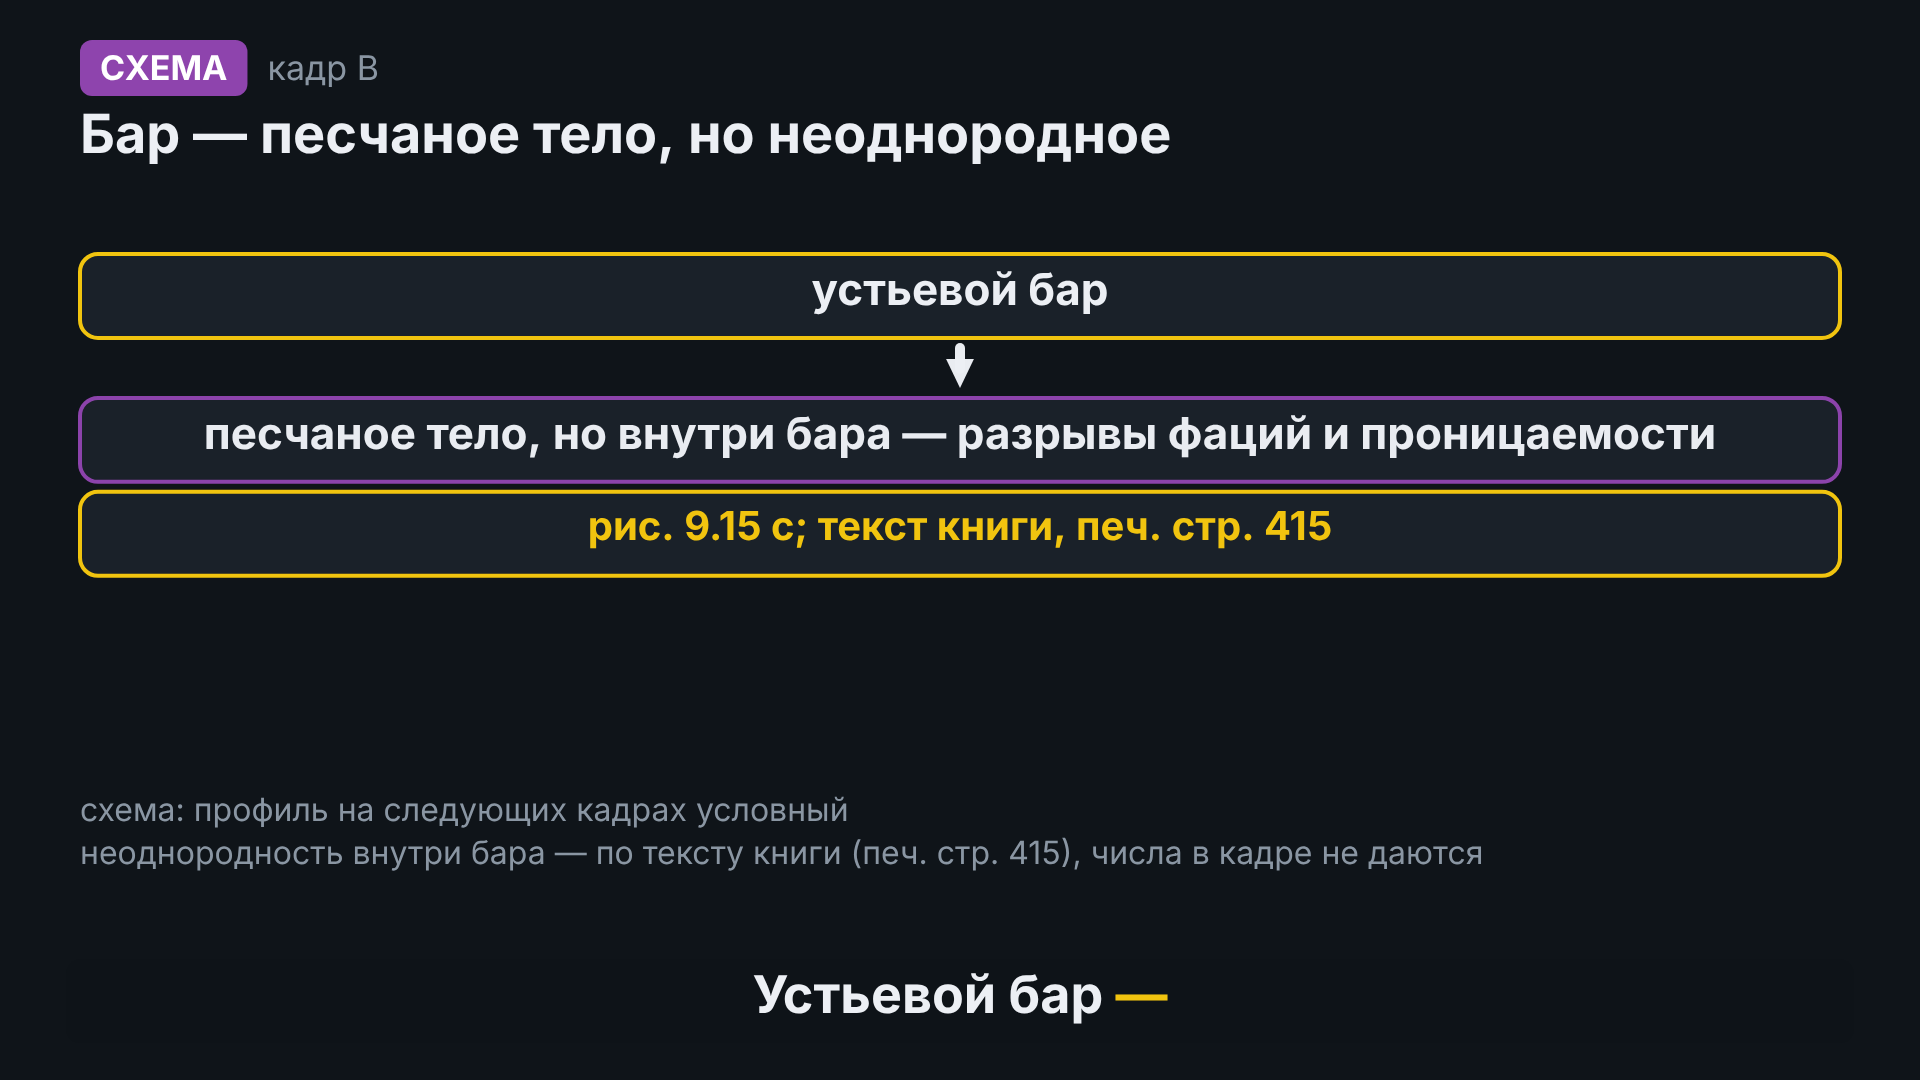 СХЕМА кадр B
Бар — песчаное тело, но неоднородное
устьевой бар
песчаное тело, но внутри бара — разрывы фаций и проницаемости
рис. 9.15 с; текст книги, печ. стр. 415
схема: профиль на следующих кадрах условный
неоднородность внутри бара — по тексту книги (печ. стр. 415), числа в кадре не даются
Устьевой бар —